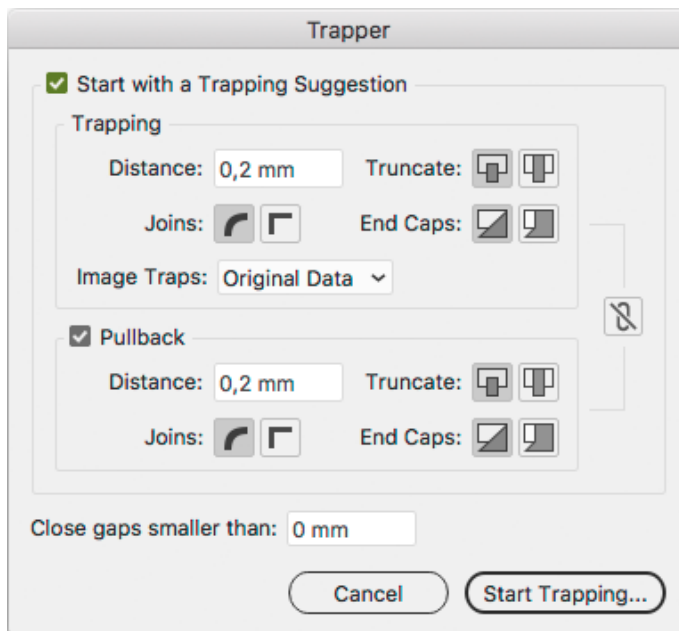 Trapper
Start with a Trapping Suggestion
Trapping
Distance: 0,2 mm Truncate:
Joins: End Caps:
Image Traps: Original Data
Pullback
Distance: 0,2 mm Truncate:
Joins: End Caps:
Close gaps smaller than: 0 mm
Cancel Start Trapping...